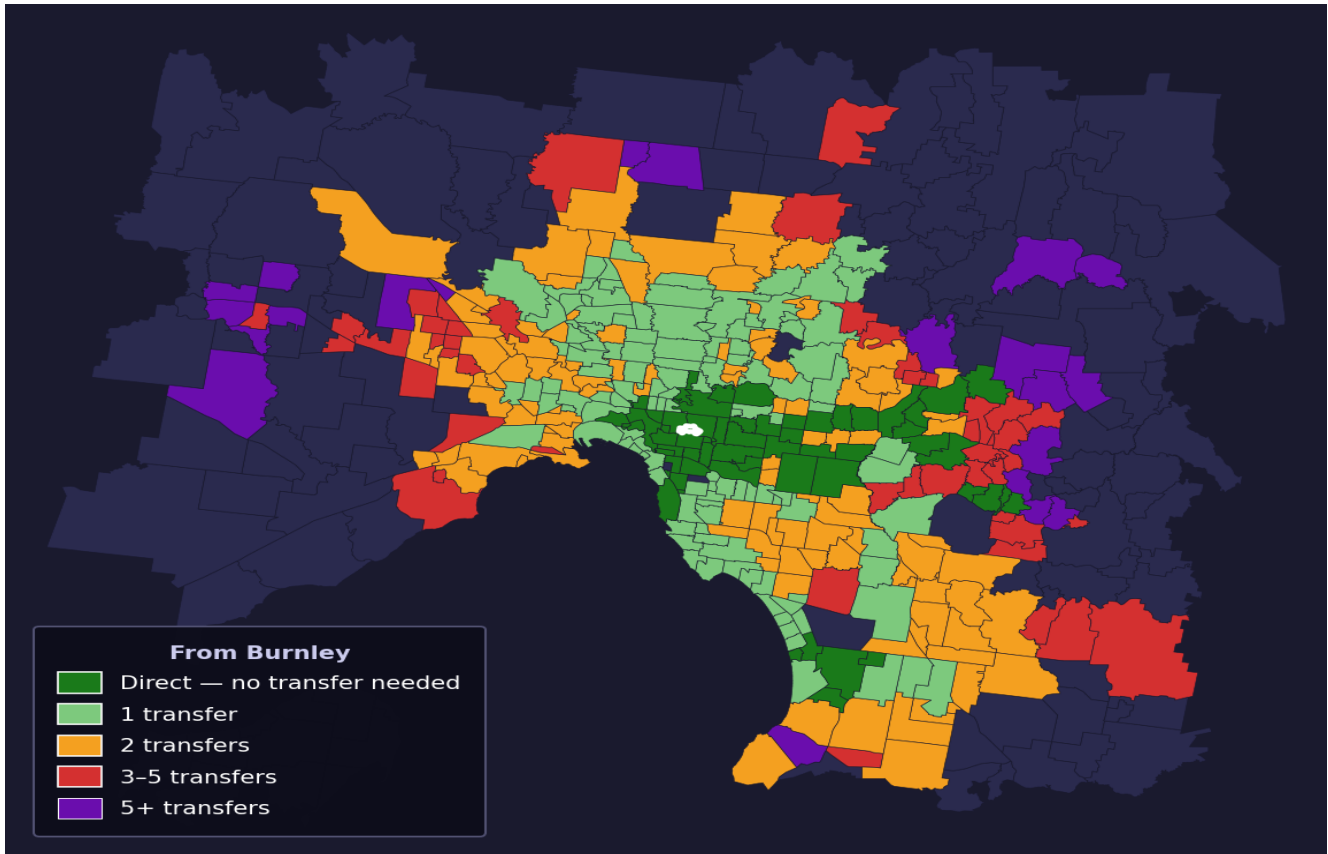 From Burnley
Direct — no transfer needed
1 transfer
2 transfers
3–5 transfers
5+ transfers